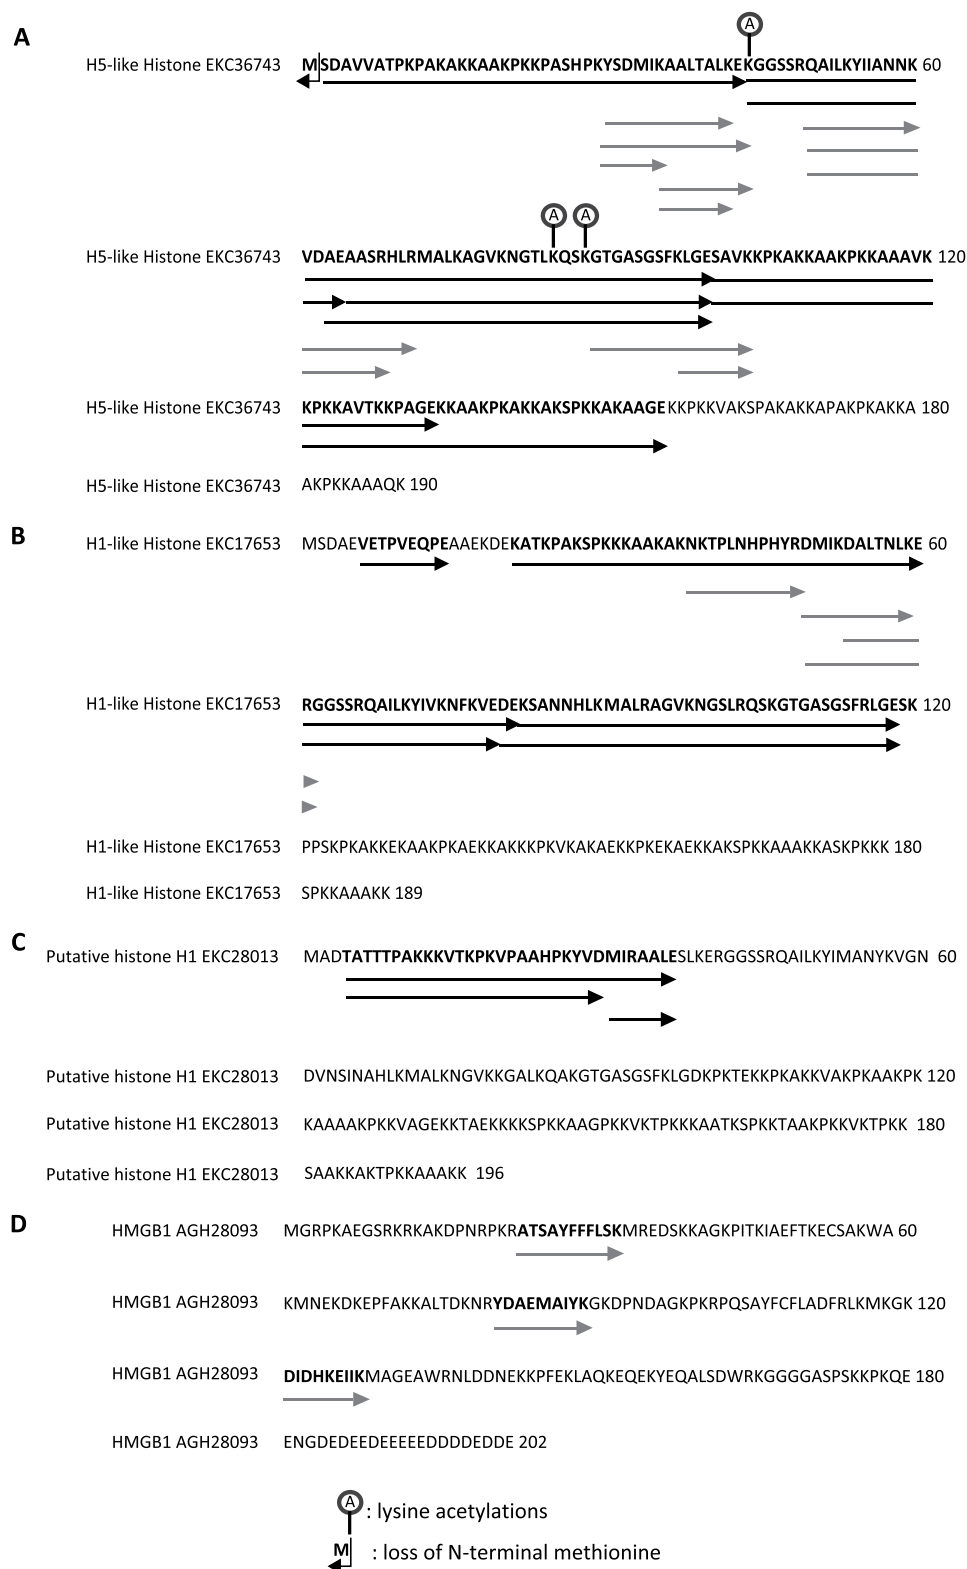 A
A
H5-like Histone EKC36743 MSDAVVATPKPAKAKKAAKPKKPASHPKYSDMIKAALTALKEKGGSSRQAILKYIIANNK 60
A A
H5-like Histone EKC36743 VDAEAASRHLRMALKAGVKNGTLKQSKGTGASGSFKLGESAVKKPKAKKAAKPKKAAAVK 120
H5-like Histone EKC36743 KPKKAVTKKPAGEKKAAKPKAKKAKSPKKAKAAGEKKPKKVAKSPAKAKKAPAKPKAKKA 180
H5-like Histone EKC36743 AKPKKAAAQK 190
B
H1-like Histone EKC17653 MSDAEVETPVEQPEAAEKDEKATKPAKSPKKKAAKAKNKTPLNHPHYRDMIKDALTNLKE 60
H1-like Histone EKC17653 RGGSSRQAILKYIVKNFKVEDEKSANNHLKMALRAGVKNGSLRQSKGTGASGSFRLGESK 120
H1-like Histone EKC17653 PPSKPKAKKEKAAKPKAEKKAKKKPKVKAKAEKKPKEKAEKKAKSPKKAAAKKASKPKKK 180
H1-like Histone EKC17653 SPKKAAAKK 189
C
Putative histone H1 EKC28013 MADTATTTPAKKKVTKPKVPAAHPKYVDMIRAALESLKERGGSSRQAILKYIMANYKVGN 60
Putative histone H1 EKC28013 DVNSINAHLKMALKNGVKKGALKQAKGTGASGSFKLGDKPKTEKKPKAKKVAKPKAAKPK 120
Putative histone H1 EKC28013 KAAAAKPKKVAGEKKTAEKKKKSPKKAAGPKKVKTPKKKAATKSPKKTAAKPKKVKTPKK 180
Putative histone H1 EKC28013 SAAKKAKTPKKAAAKK 196
D
HMGB1 AGH28093 MGRPKAEGSRKRKAKDPNRPKRATSAYFFFLSKMREDSKKAGKPITKIAEFTKECSAKWA 60
HMGB1 AGH28093 KMNEKDKEPFAKKALTDKNRYDAEMAIYKGKDPNDAGKPKRPQSAYFCFLADFRLKMKGK 120
HMGB1 AGH28093 DIDHKEIIKMAGEAWRNLDDNEKKPFEKLAQKEQEKYEQALSDWRKGGGGASPSKKPKQE 180
HMGB1 AGH28093 ENGDEDEEDEEEEEDDDDEDDE 202
A : lysine acetylations
M : loss of N-terminal methionine